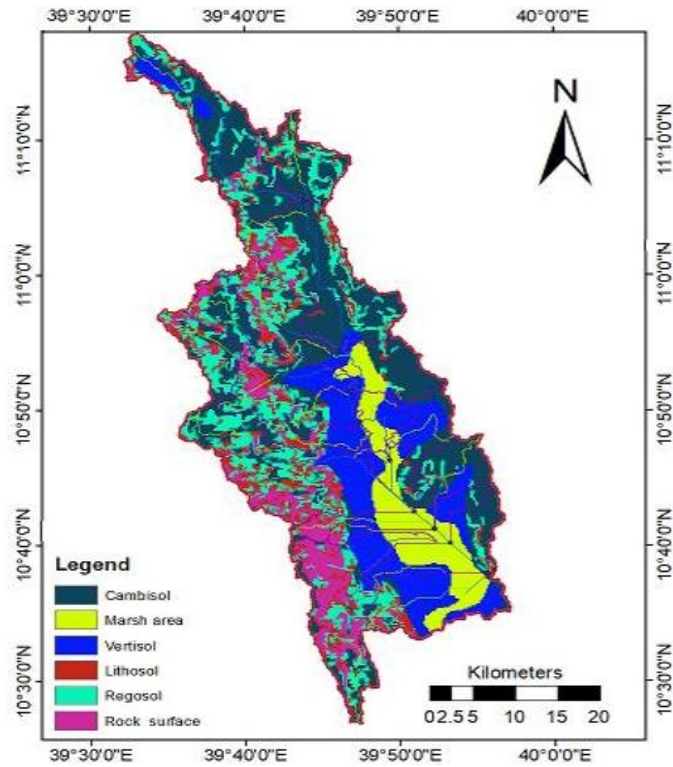 39°30'0"E 39°40'0"E 39°50'0"E 40°0'0"E
N
11°10'0"N 11°10'0"N
11°0'0"N 11°0'0"N
10°50'0"N 10°50'0"N
10°40'0"N 10°40'0"N
Legend
Cambisol
Marsh area
Vertisol
Lithosol
Regosol
Rock surface
Kilometers
02.55 10 15 20
10°30'0"N 10°30'0"N
39°30'0"E 39°40'0"E 39°50'0"E 40°0'0"E